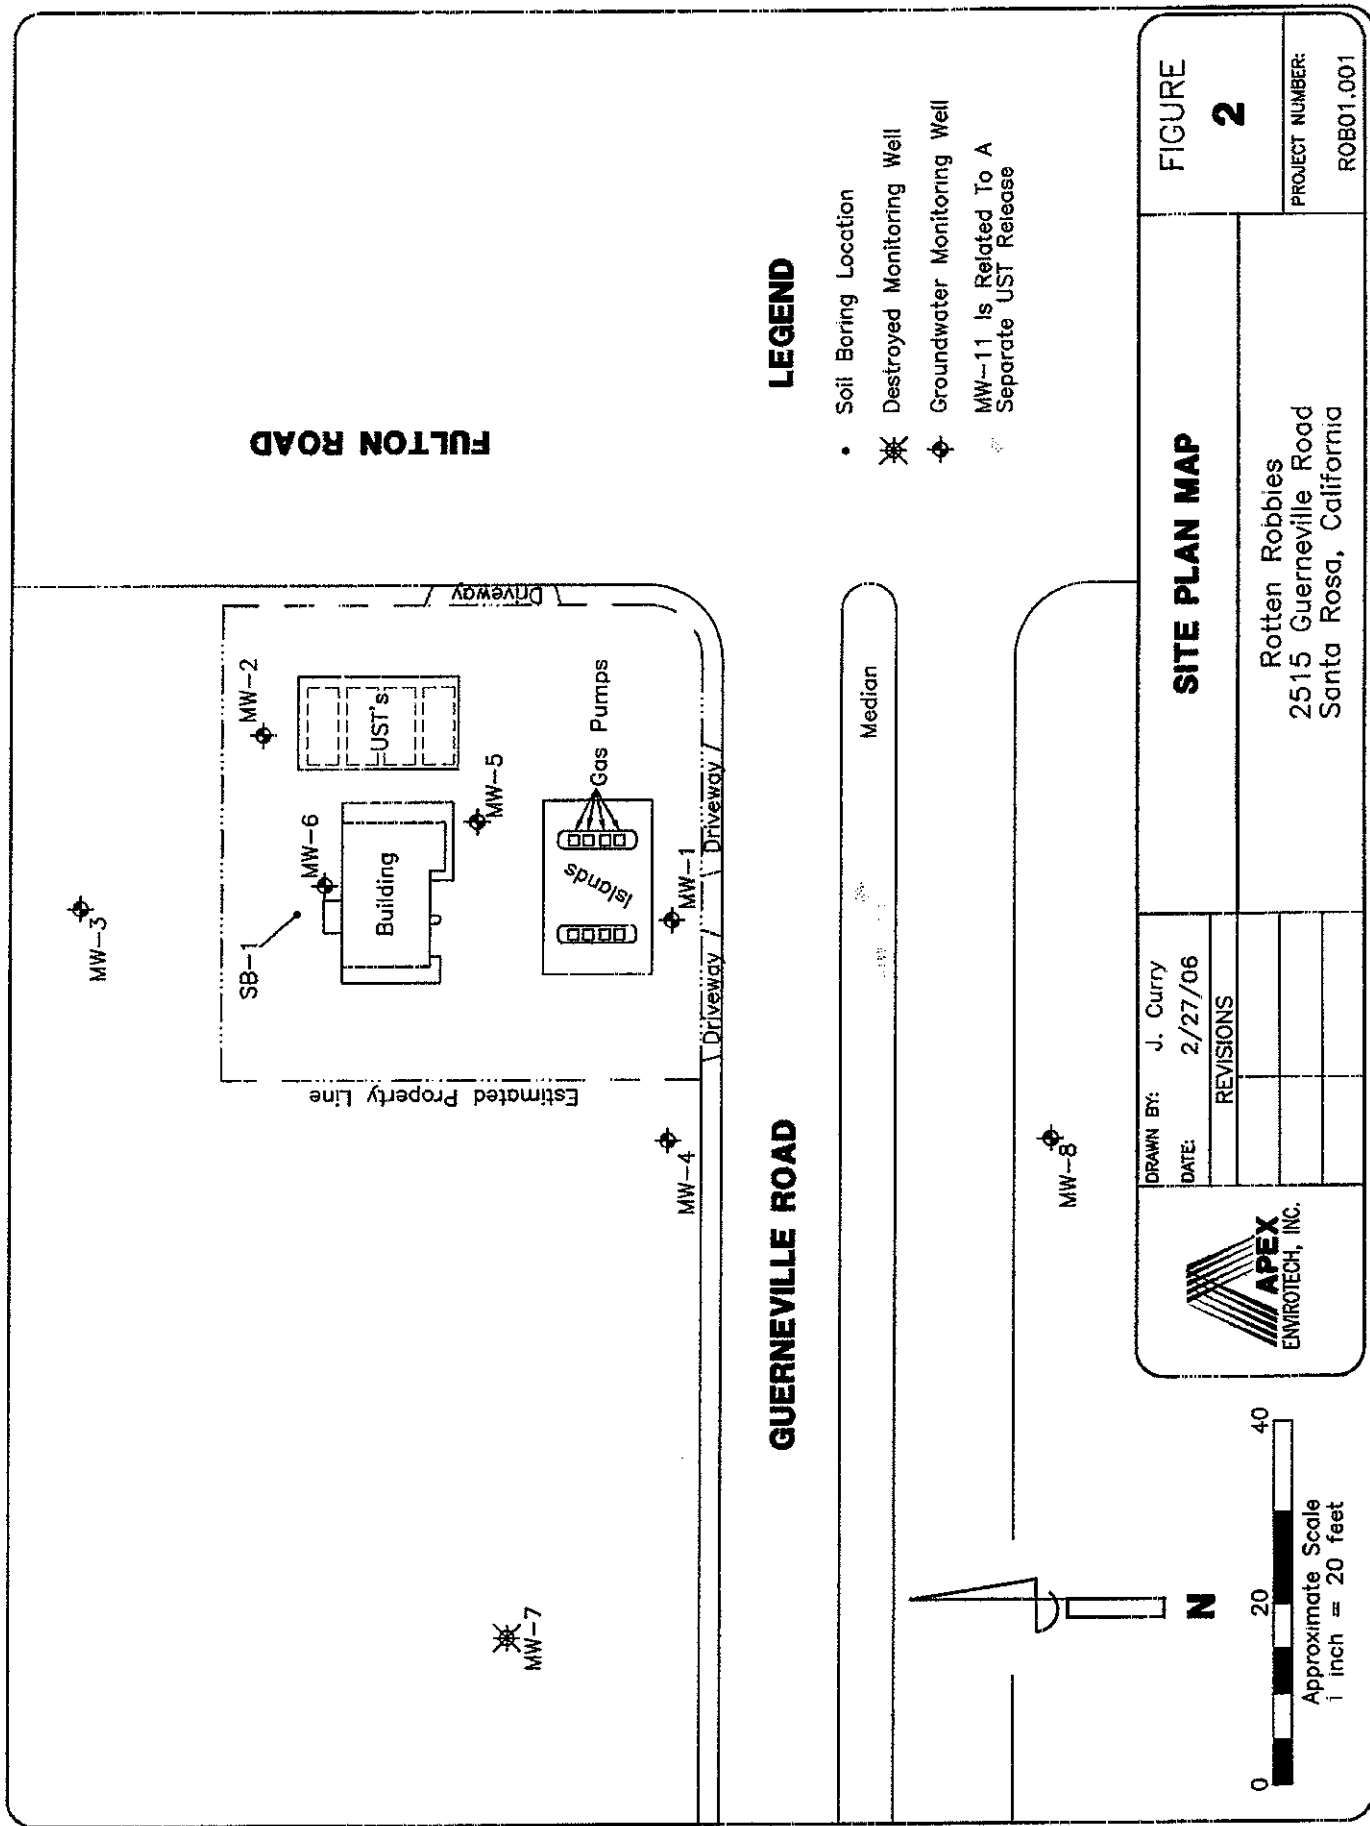 FULTON ROAD
MW-3
SB-1
MW-6
MW-2
Building
UST's
MW-5
Driveway
Islands
Gas Pumps
MW-1
Driveway
Driveway
Estimated Property Line
MW-4
MW-7
GUERNEVILLE ROAD
Median
MW-8
LEGEND
Soil Boring Location
Destroyed Monitoring Well
Groundwater Monitoring Well
MW-11 Is Related To A
Separate UST Release
N
0 20 40
Approximate Scale
1 inch = 20 feet
APEX
ENVIROTECH, INC.
DRAWN BY: J. Curry
DATE: 2/27/06
REVISIONS
SITE PLAN MAP
Rotten Robbies
2515 Guerneville Road
Santa Rosa, California
FIGURE
2
PROJECT NUMBER:
ROB01.001